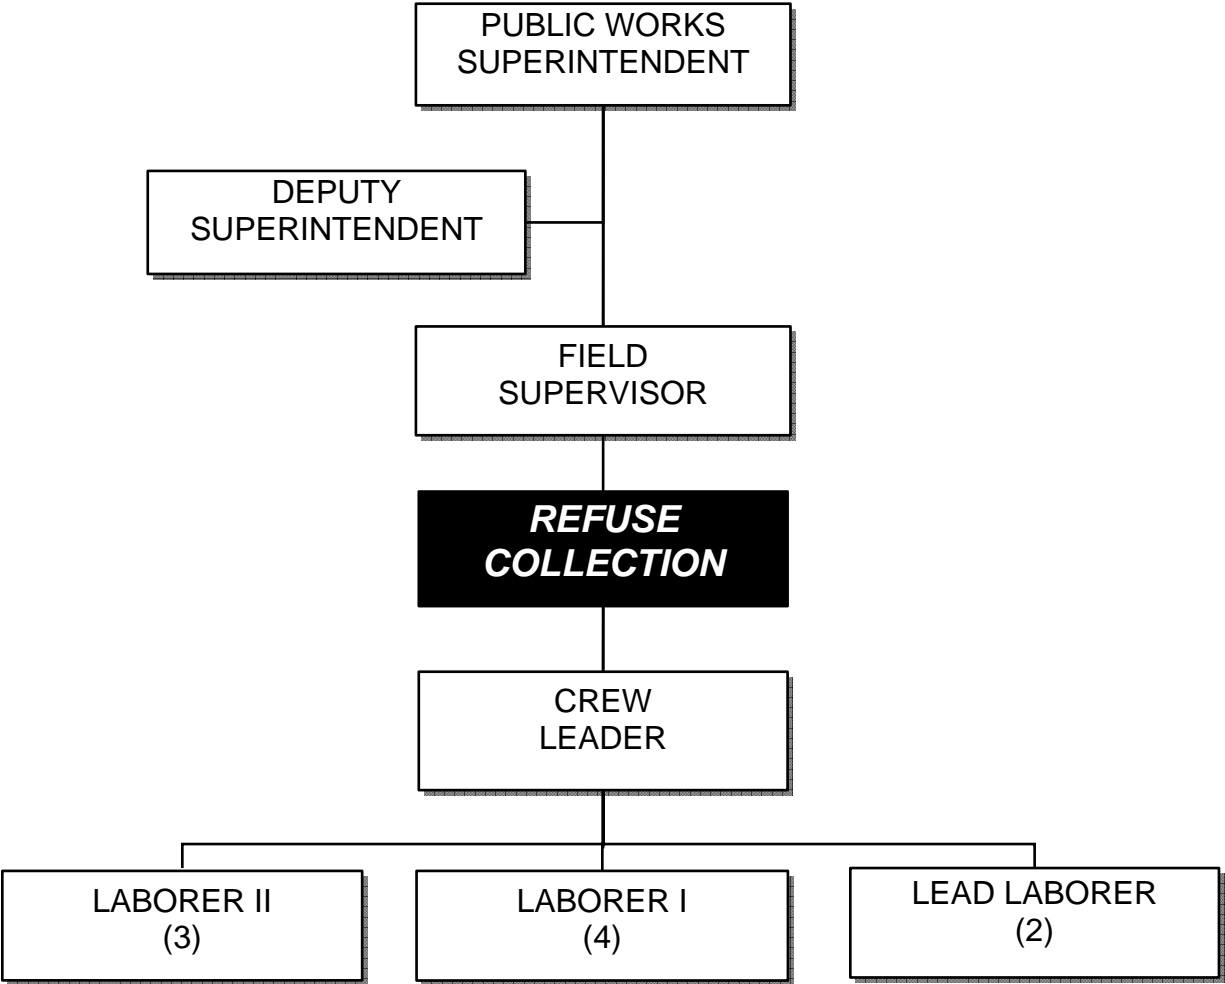 PUBLIC WORKS
SUPERINTENDENT
DEPUTY
SUPERINTENDENT
FIELD
SUPERVISOR
REFUSE
COLLECTION
CREW
LEADER
LABORER II
(3)
LABORER I
(4)
LEAD LABORER
(2)